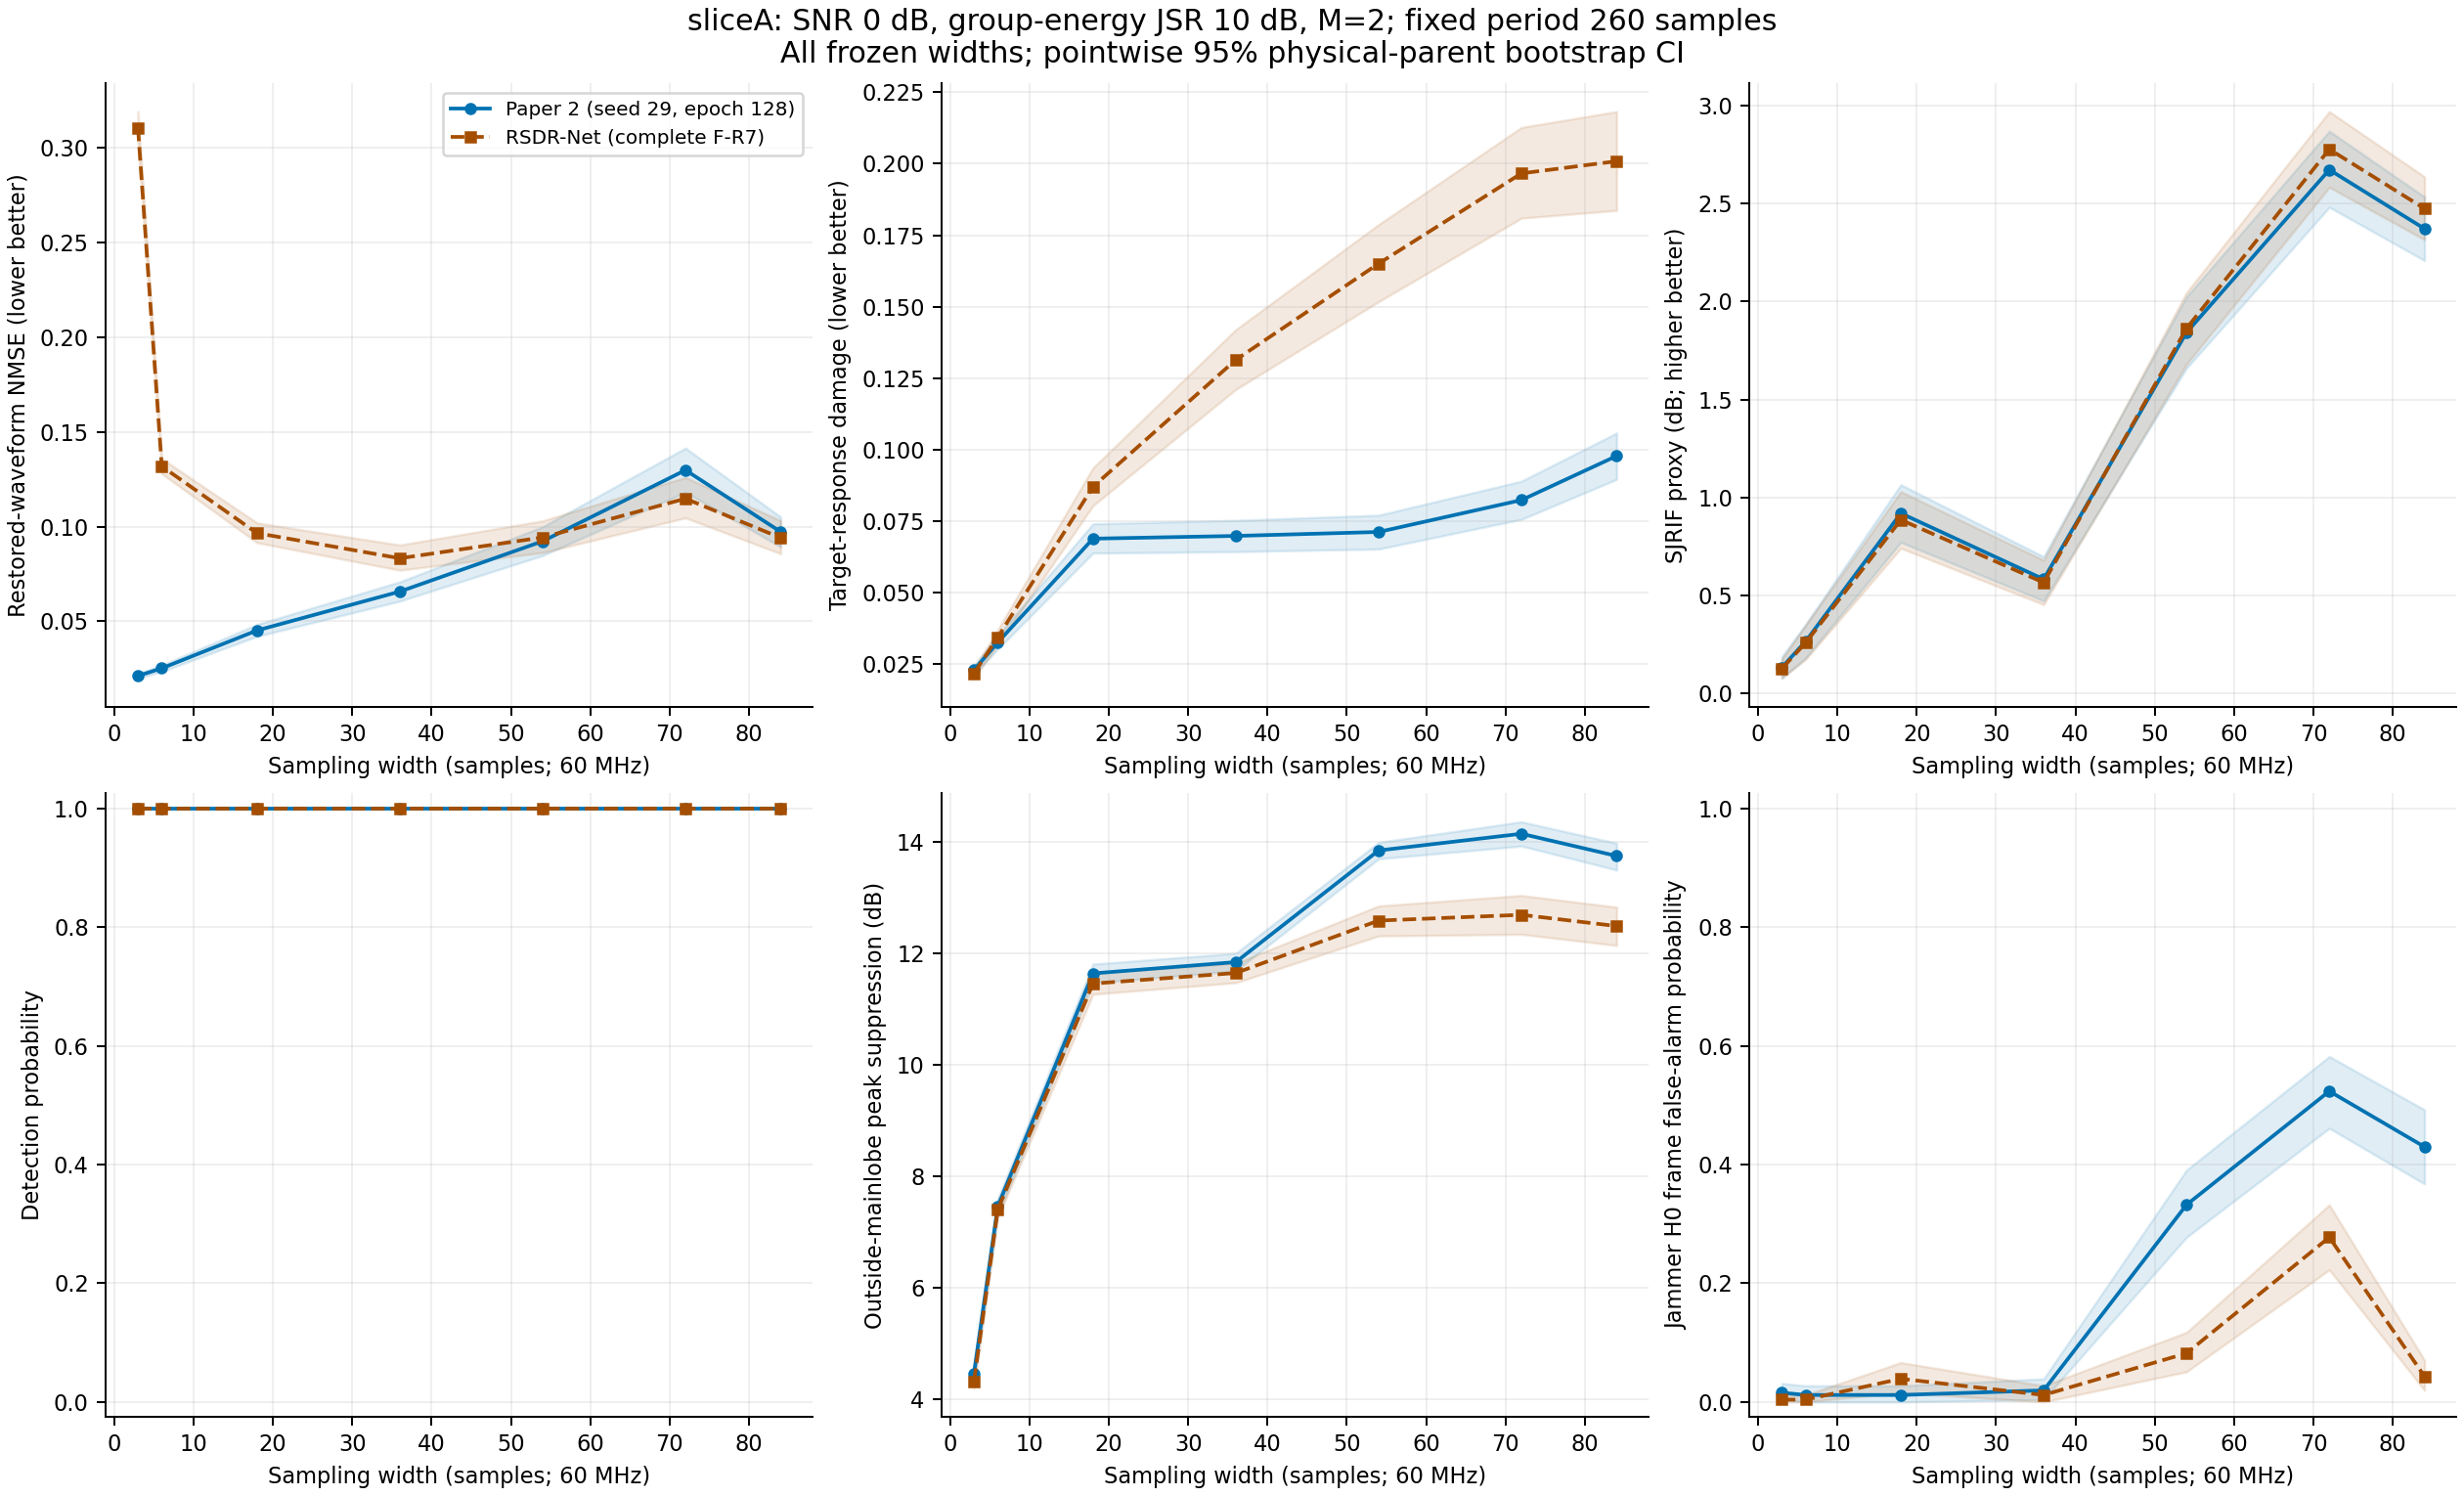 sliceA: SNR 0 dB, group-energy JSR 10 dB, M=2; fixed period 260 samples
All frozen widths; pointwise 95% physical-parent bootstrap CI
Restored-waveform NMSE (lower better)
0.30
0.25
0.20
0.15
0.10
0.05
Paper 2 (seed 29, epoch 128)
RSDR-Net (complete F-R7)
0 10 20 30 40 50 60 70 80
Sampling width (samples; 60 MHz)
Target-response damage (lower better)
0.225
0.200
0.175
0.150
0.125
0.100
0.075
0.050
0.025
0 10 20 30 40 50 60 70 80
Sampling width (samples; 60 MHz)
SJRIF proxy (dB; higher better)
3.0
2.5
2.0
1.5
1.0
0.5
0.0
0 10 20 30 40 50 60 70 80
Sampling width (samples; 60 MHz)
Detection probability
1.0
0.8
0.6
0.4
0.2
0.0
0 10 20 30 40 50 60 70 80
Sampling width (samples; 60 MHz)
Outside-mainlobe peak suppression (dB)
14
12
10
8
6
4
0 10 20 30 40 50 60 70 80
Sampling width (samples; 60 MHz)
Jammer H0 frame false-alarm probability
1.0
0.8
0.6
0.4
0.2
0.0
0 10 20 30 40 50 60 70 80
Sampling width (samples; 60 MHz)